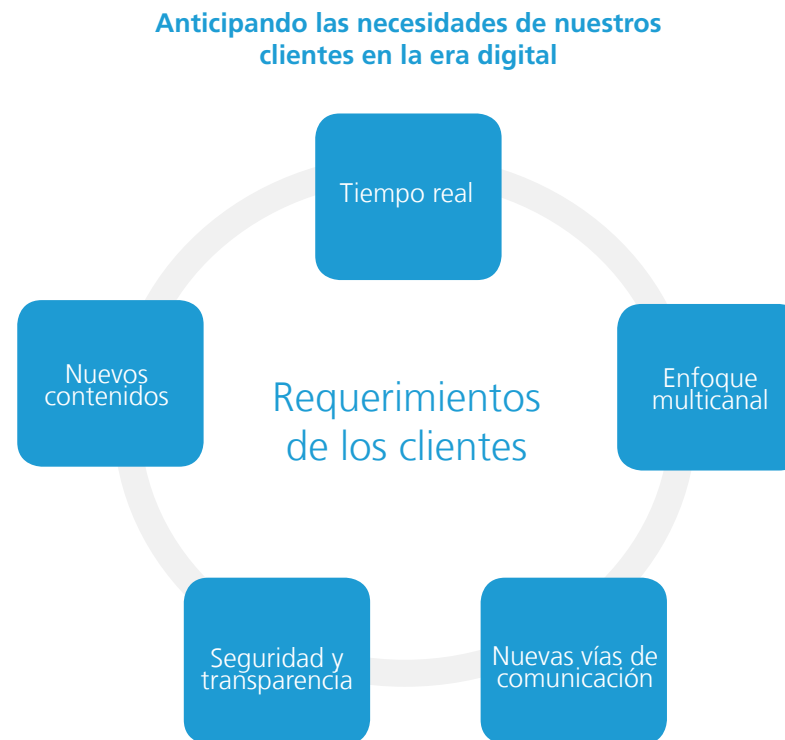 Anticipando las necesidades de nuestros
clientes en la era digital
Tiempo real
Nuevos
contenidos
Enfoque
multicanal
Requerimientos
de los clientes
Seguridad y
transparencia
Nuevas vías de
comunicación